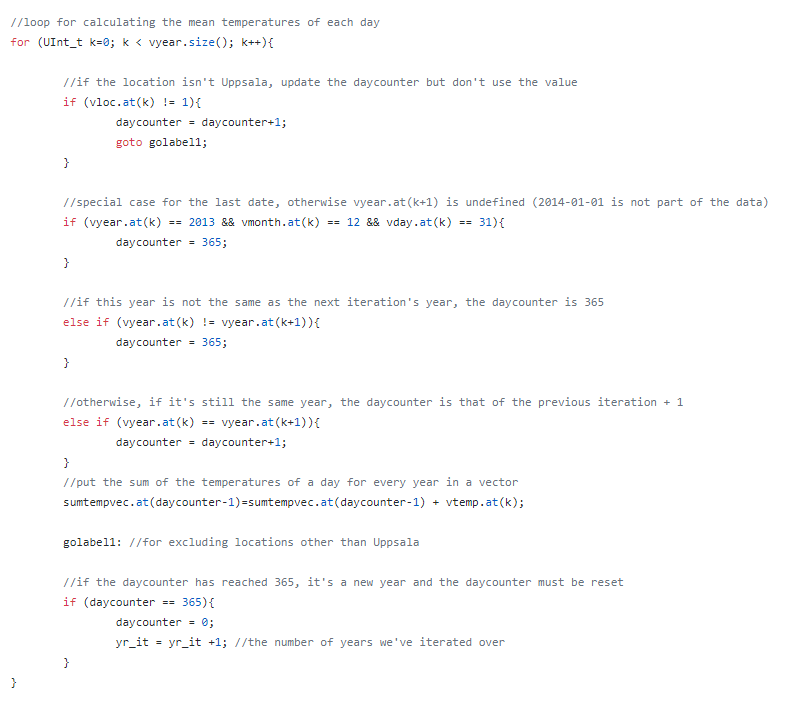 //loop for calculating the mean temperatures of each day
for (UInt_t k=0; k < vyear.size(); k++){
//if the location isn't Uppsala, update the daycounter but don't use the value
if (vloc.at(k) != 1){
daycounter = daycounter+1;
goto golabel1;
}
//special case for the last date, otherwise vyear.at(k+1) is undefined (2014-01-01 is not part of the data)
if (vyear.at(k) == 2013 && vmonth.at(k) == 12 && vday.at(k) == 31){
daycounter = 365;
}
//if this year is not the same as the next iteration's year, the daycounter is 365
else if (vyear.at(k) != vyear.at(k+1)){
daycounter = 365;
}
//otherwise, if it's still the same year, the daycounter is that of the previous iteration + 1
else if (vyear.at(k) == vyear.at(k+1)){
daycounter = daycounter+1;
}
//put the sum of the temperatures of a day for every year in a vector
sumtempvec.at(daycounter-1)=sumtempvec.at(daycounter-1) + vtemp.at(k);
golabel1: //for excluding locations other than Uppsala
//if the daycounter has reached 365, it's a new year and the daycounter must be reset
if (daycounter == 365){
daycounter = 0;
yr_it = yr_it +1; //the number of years we've iterated over
}
}